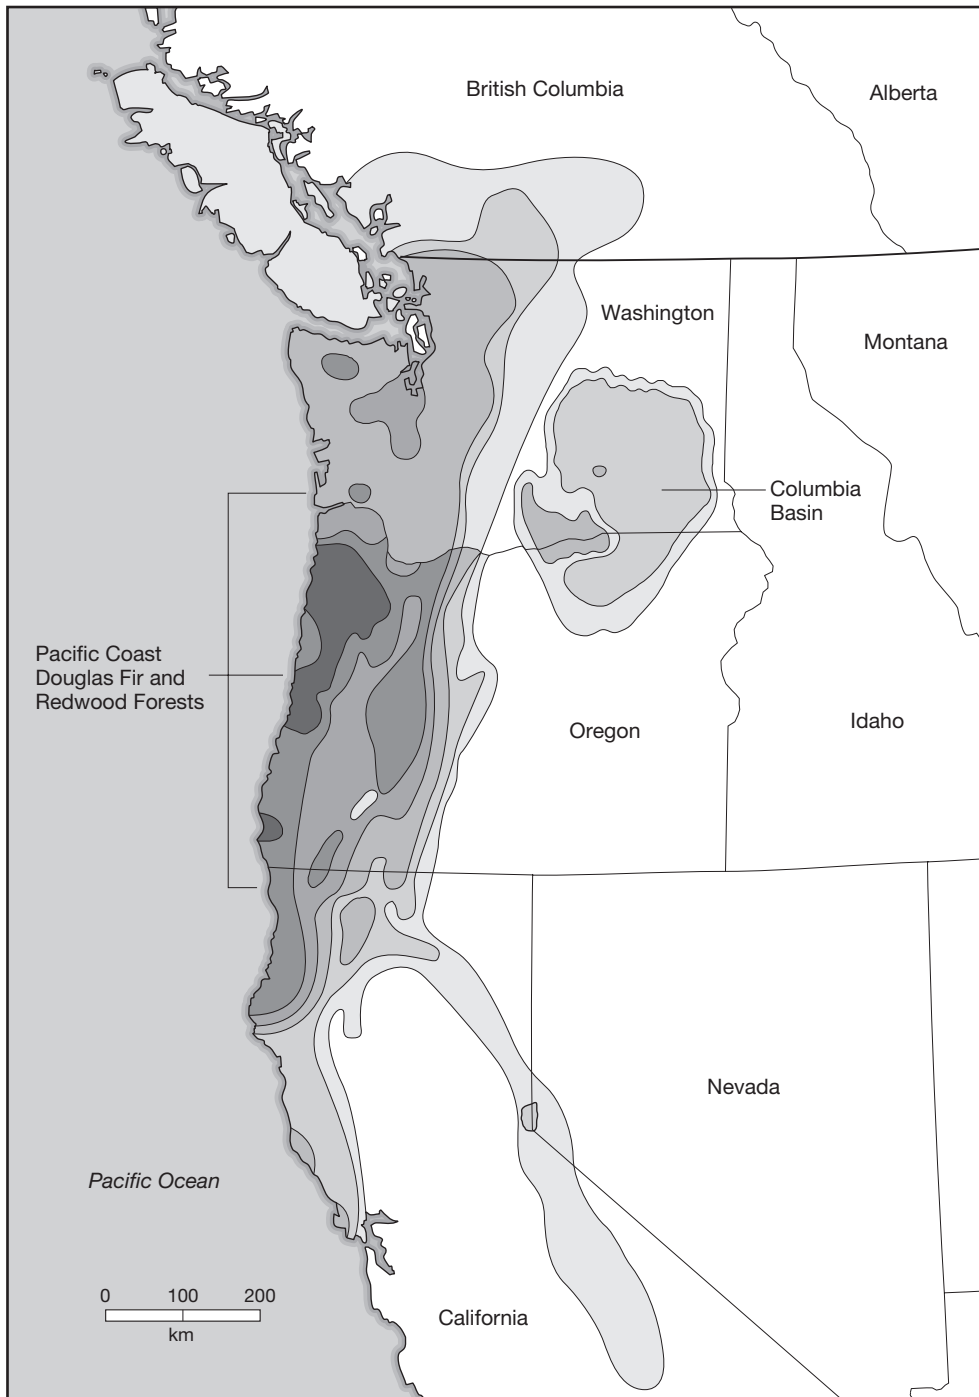 British Columbia
Alberta
Washington
Montana
Columbia
Basin
Pacific Coast
Douglas Fir and
Redwood Forests
Oregon
Idaho
Nevada
Pacific Ocean
0 100 200
km
California